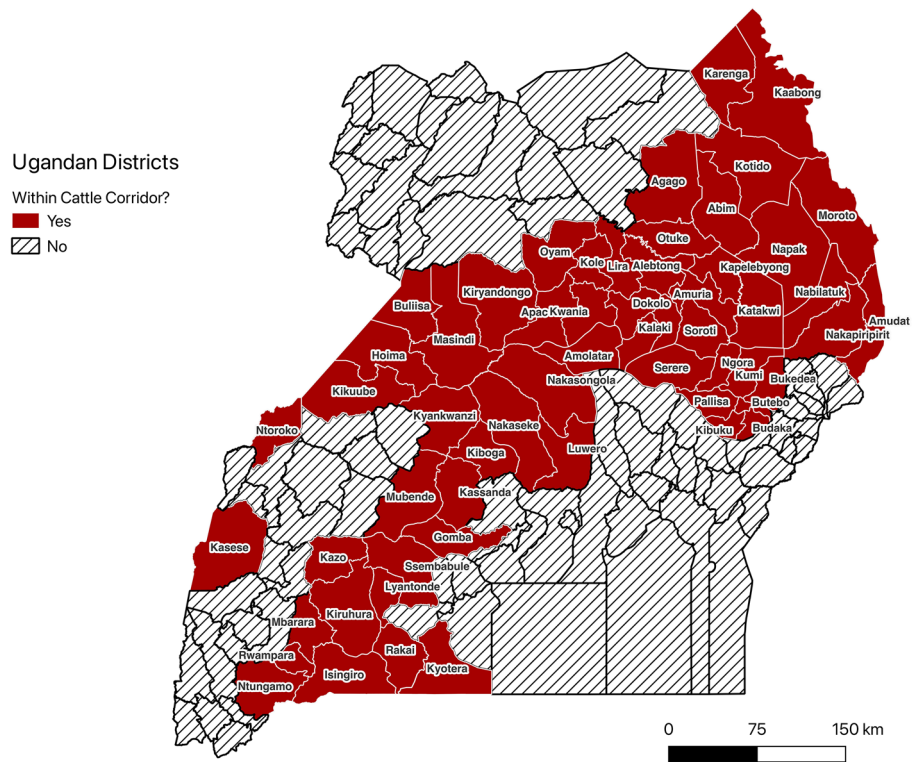 Ugandan Districts
Within Cattle Corridor?
Yes
No
Karenga
Kaabong
Kotido
Agago
Abim
Moroto
Otuke
Napak
Oyam
Kole
Lira
Alebtong
Kapelebyong
Kiryandongo
Nabilatuk
Amuria
Buliisa
Dokolo
Apac
Kwania
Katakwi
Amudat
Kalaki
Soroti
Nakapiripirit
Masindi
Hoima
Amolatar
Ngora
Serere
Kumi
Nakasongola
Bukedea
Kikuube
Pallisa
Butebo
Kyankwanzi
Nakaseke
Ntoroko
Kibuku
Budaka
Luwero
Kiboga
Kassanda
Mubende
Gomba
Kasese
Kazo
Ssembabule
Lyantonde
Kiruhura
Mbarara
Rakai
Rwampara
Kyotera
Isingiro
Ntungamo
0 75 150 km